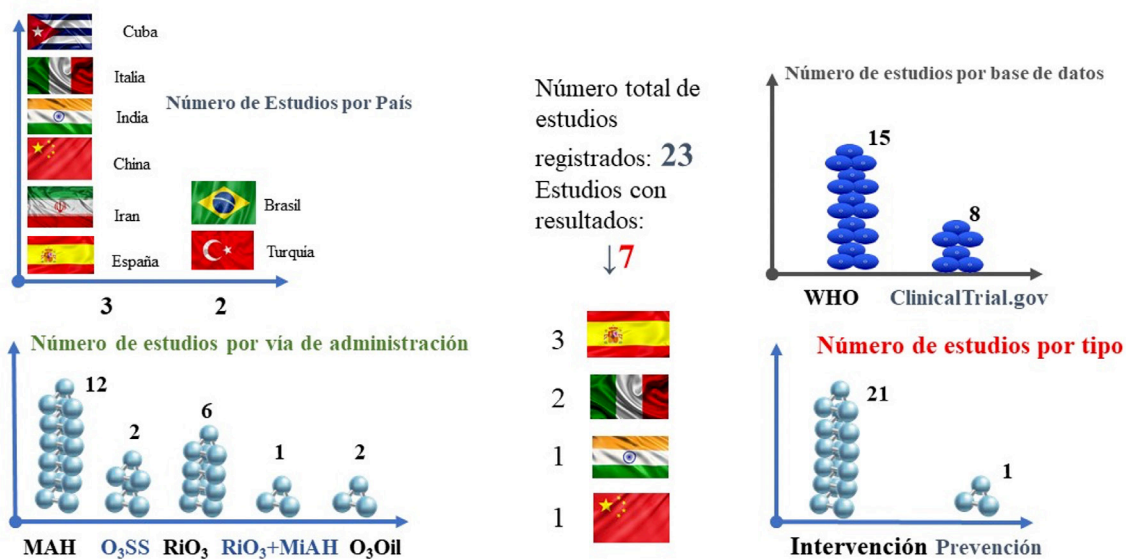 Cuba
Italia
Número de Estudios por País
India
China
Iran
Brasil
España
Turquía
3
2
Número total de
estudios
registrados: 23
Estudios con
resultados:
↓7
3
2
1
1
Número de estudios por base de datos
15
8
WHO
ClinicalTrial.gov
Número de estudios por vía de administración
12
2
6
1
2
MAH
O₃SS
RiO₃
RiO₃+MiAH
O₃Oil
Número de estudios por tipo
21
1
Intervención
Prevención